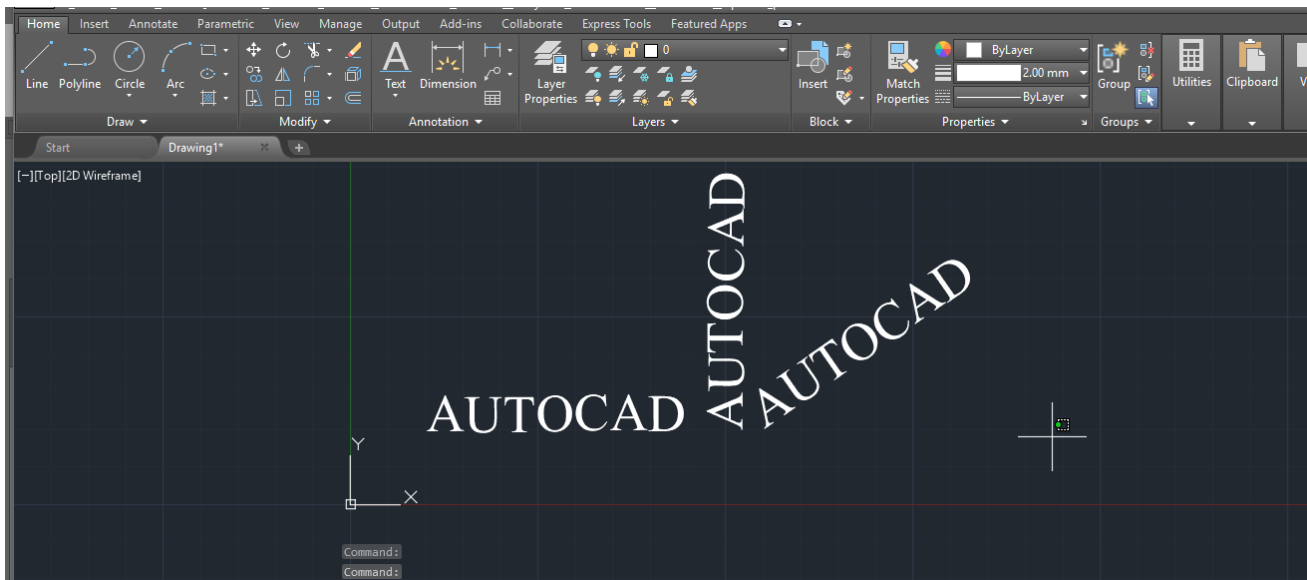 Home Insert Annotate Parametric View Manage Output Add-ins Collaborate Express Tools Featured Apps
Line Polyline Circle Arc
Text Dimension
Layer Properties
0
Insert
Match Properties
ByLayer
2.00 mm
ByLayer
Group
Utilities
Clipboard
Draw Modify Annotation Layers Block Properties Groups
Start Drawing1* +
[−][Top][2D Wireframe]
AUTOCAD
AUTOCAD
AUTOCAD
Y
X
Command:
Command: